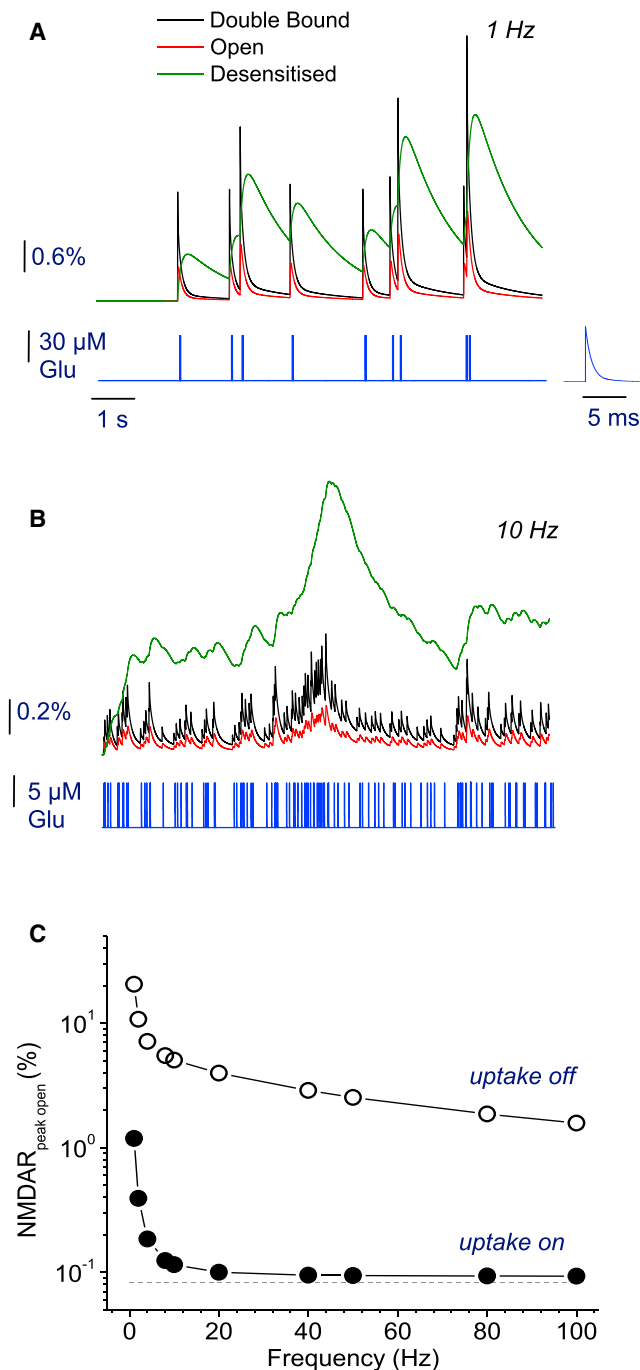 A
Double Bound
Open
Desensitised
1 Hz
0.6%
30 µM
Glu
1 s
5 ms
B
10 Hz
0.2%
5 µM
Glu
C
NMDAR peak open (%)
10¹
10⁰
10⁻¹
uptake off
uptake on
0 20 40 60 80 100
Frequency (Hz)